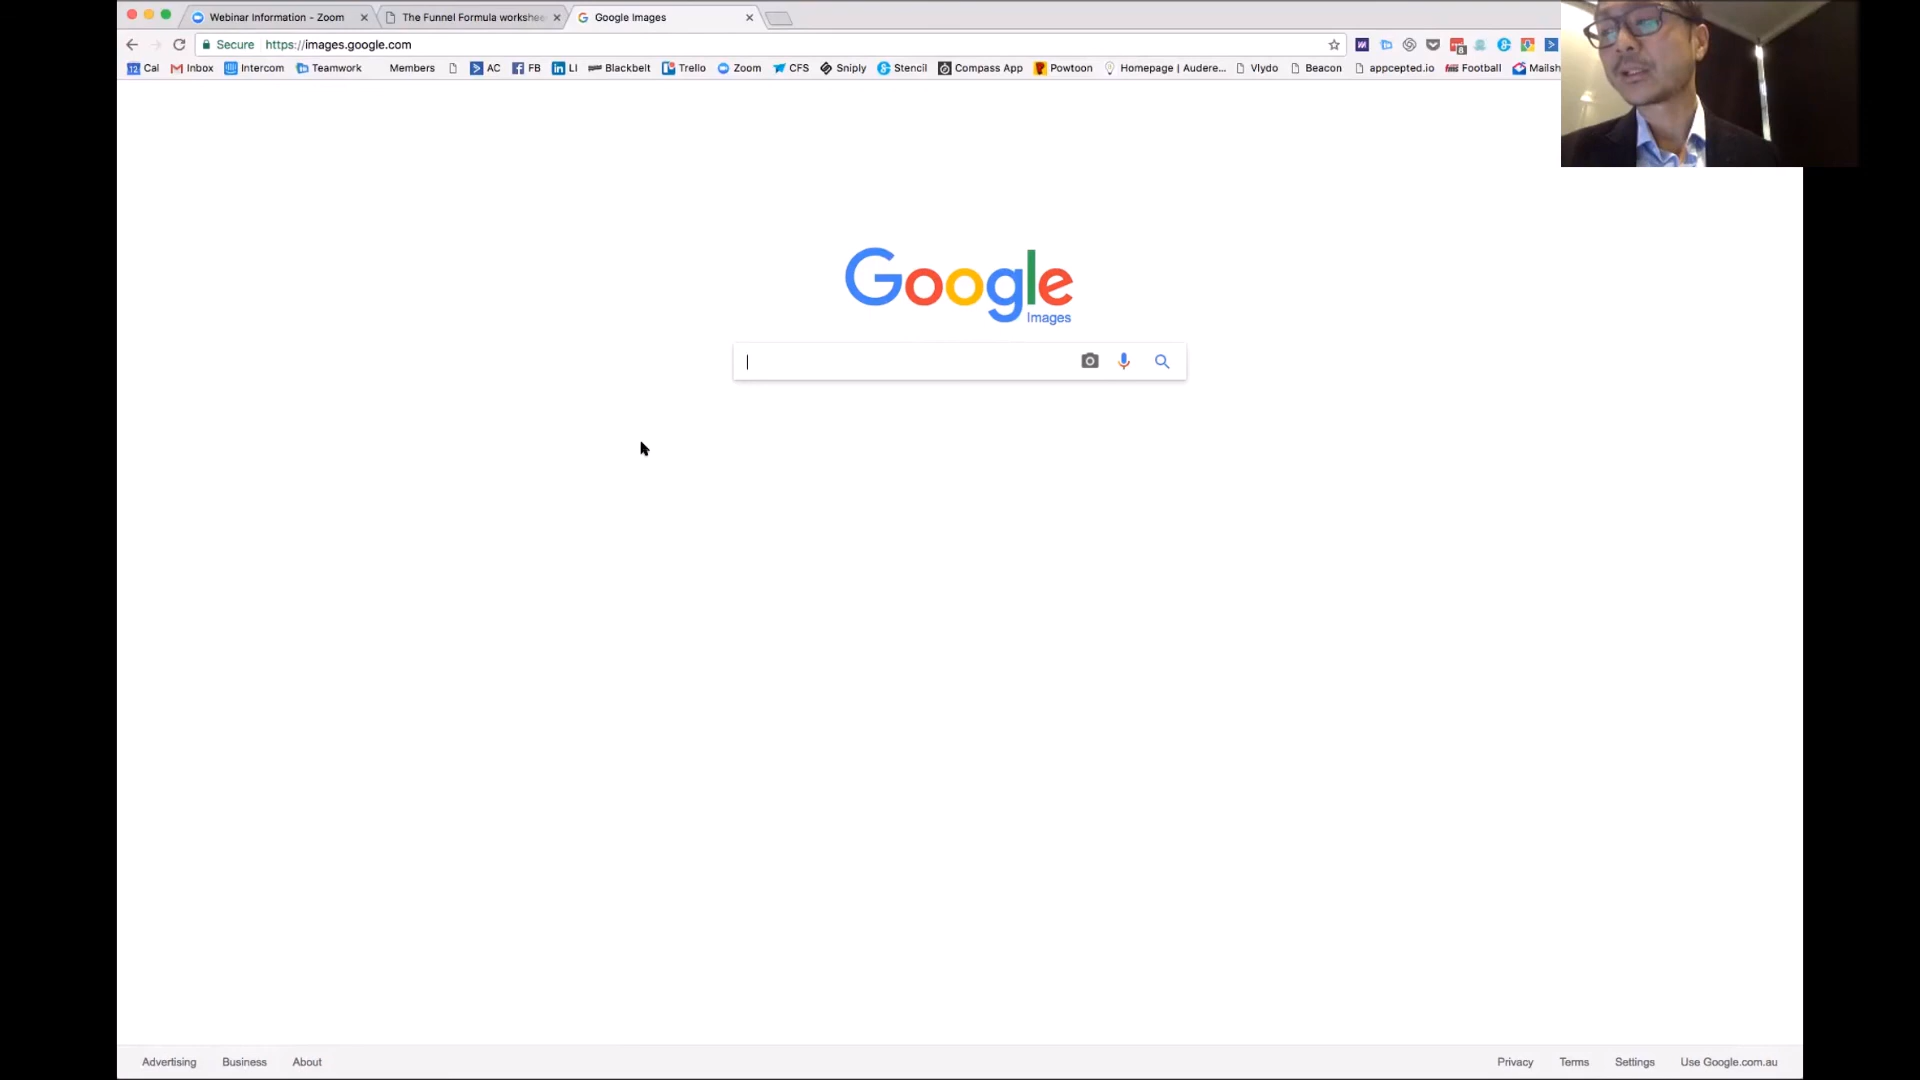 Webinar Information - Zoom
The Funnel Formula workshee
Google Images
Secure https://images.google.com
8
12 Cal Inbox Intercom Teamwork Members AC FB LI Blackbelt Trello Zoom CFS Sniply Stencil Compass App Powtoon Homepage | Audere... Vlydo Beacon appcepted.io Football Mailsh
Google
Images
Advertising Business About Privacy Terms Settings Use Google.com.au